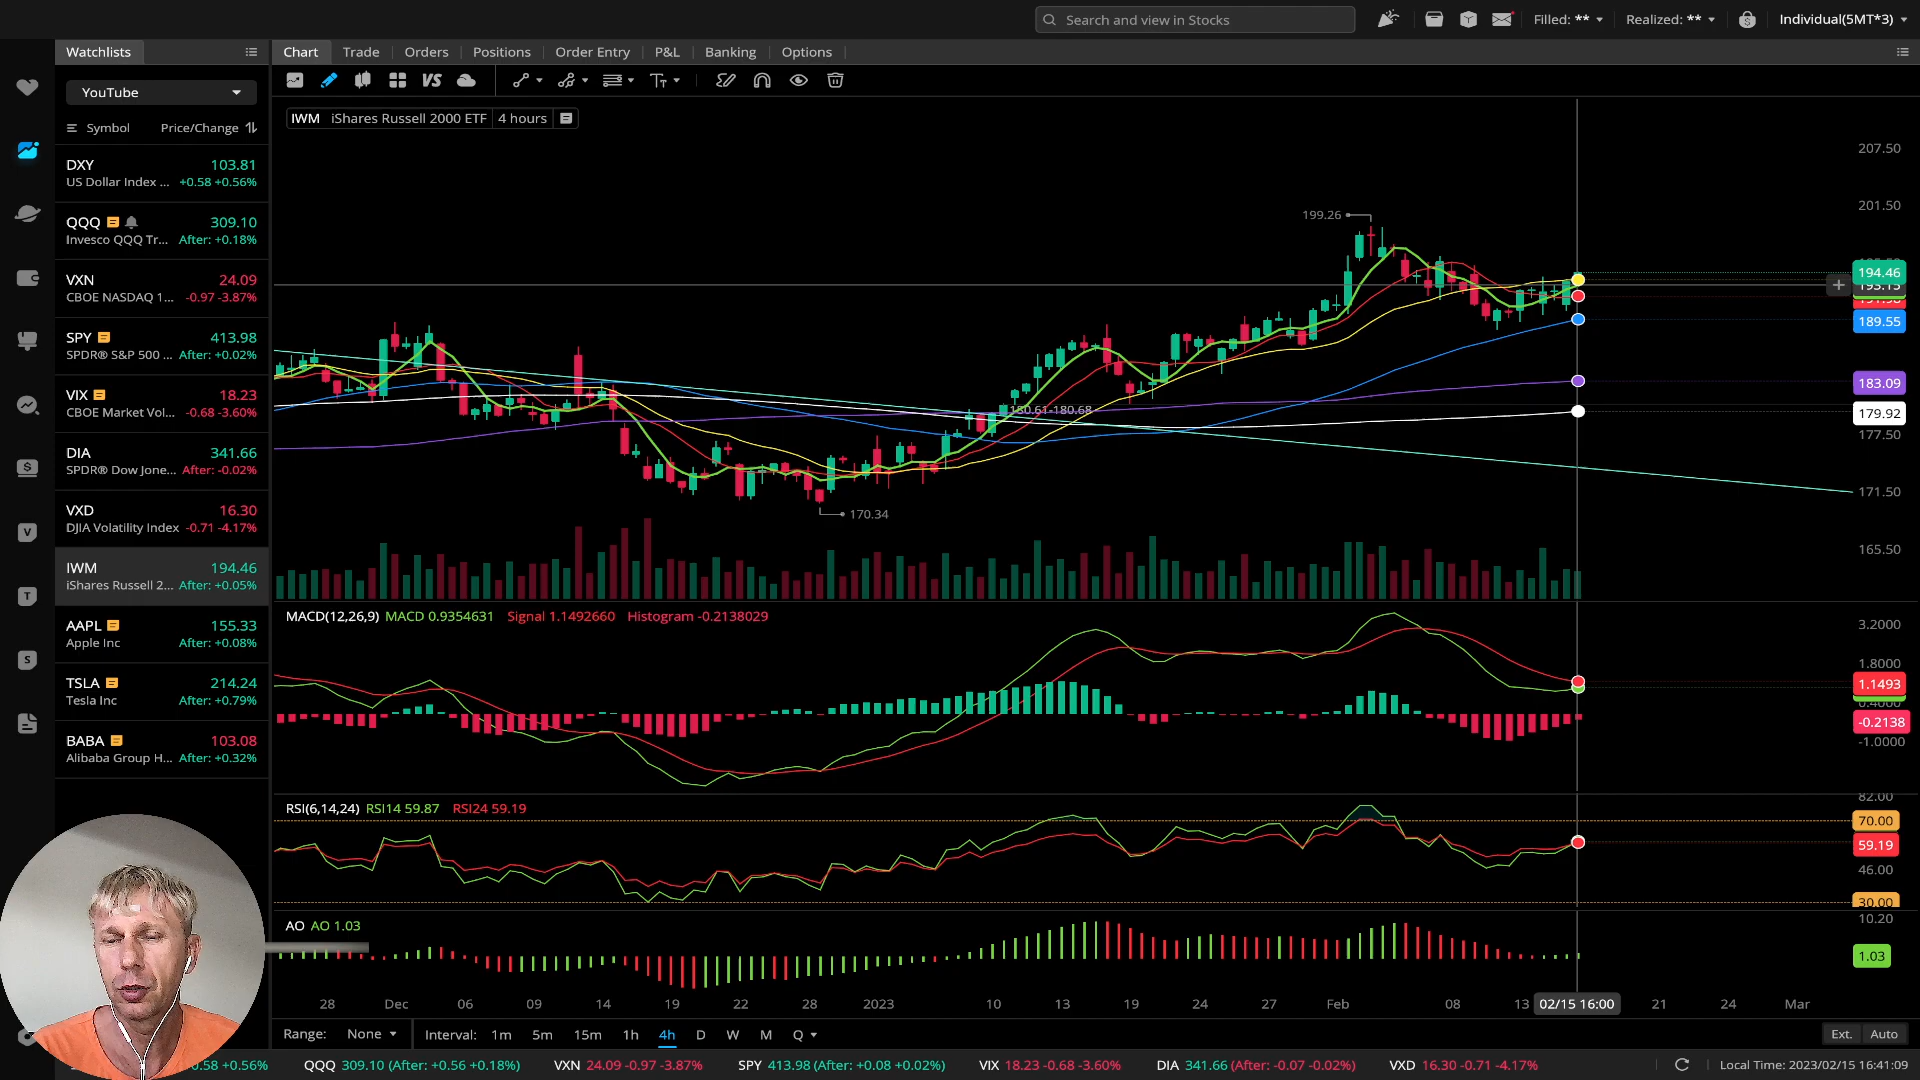 Search and view in Stocks
Filled: **
Realized: **
Individual(5MT*3)
Watchlists
Chart
Trade
Orders
Positions
Order Entry
P&L
Banking
Options
YouTube
VS
Symbol Price/Change
IWM iShares Russell 2000 ETF 4 hours
DXY 103.81
US Dollar Index ... +0.58 +0.56%
QQQ 309.10
Invesco QQQ Tr... After: +0.18%
VXN 24.09
CBOE NASDAQ 1... -0.97 -3.87%
SPY 413.98
SPDR® S&P 500 ... After: +0.02%
VIX 18.23
CBOE Market Vol... -0.68 -3.60%
DIA 341.66
SPDR® Dow Jone... After: -0.02%
VXD 16.30
DJIA Volatility Index -0.71 -4.17%
IWM 194.46
iShares Russell 2... After: +0.05%
AAPL 155.33
Apple Inc After: +0.08%
TSLA 214.24
Tesla Inc After: +0.79%
BABA 103.08
Alibaba Group H... After: +0.32%
V
T
S
207.50
201.50
199.26
194.46
193.15
189.55
183.09
180.61-180.68
179.92
177.50
171.50
170.34
165.50
MACD(12,26,9) MACD 0.9354631 Signal 1.1492660 Histogram -0.2138029
3.2000
1.8000
1.1493
0.4000
-0.2138
-1.0000
RSI(6,14,24) RSI14 59.87 RSI24 59.19
82.00
70.00
59.19
46.00
30.00
AO AO 1.03
10.20
1.03
28 Dec 06 09 14 19 22 28 2023 10 13 19 24 27 Feb 08 13 02/15 16:00 21 24 Mar
Range: None Interval: 1m 5m 15m 1h 4h D W M Q
Ext. Auto
0.58 +0.56% QQQ 309.10 (After: +0.56 +0.18%) VXN 24.09 -0.97 -3.87% SPY 413.98 (After: +0.08 +0.02%) VIX 18.23 -0.68 -3.60% DIA 341.66 (After: -0.07 -0.02%) VXD 16.30 -0.71 -4.17%
Local Time: 2023/02/15 16:41:09